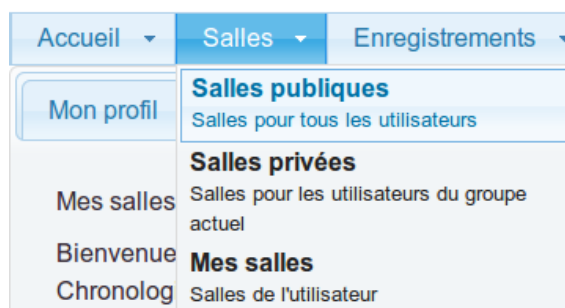 Accueil Salles Enregistrements
Mon profil
Salles publiques
Salles pour tous les utilisateurs
Salles privées
Salles pour les utilisateurs du groupe
actuel
Mes salles
Salles de l'utilisateur
Mes salles
Bienvenue
Chronolog